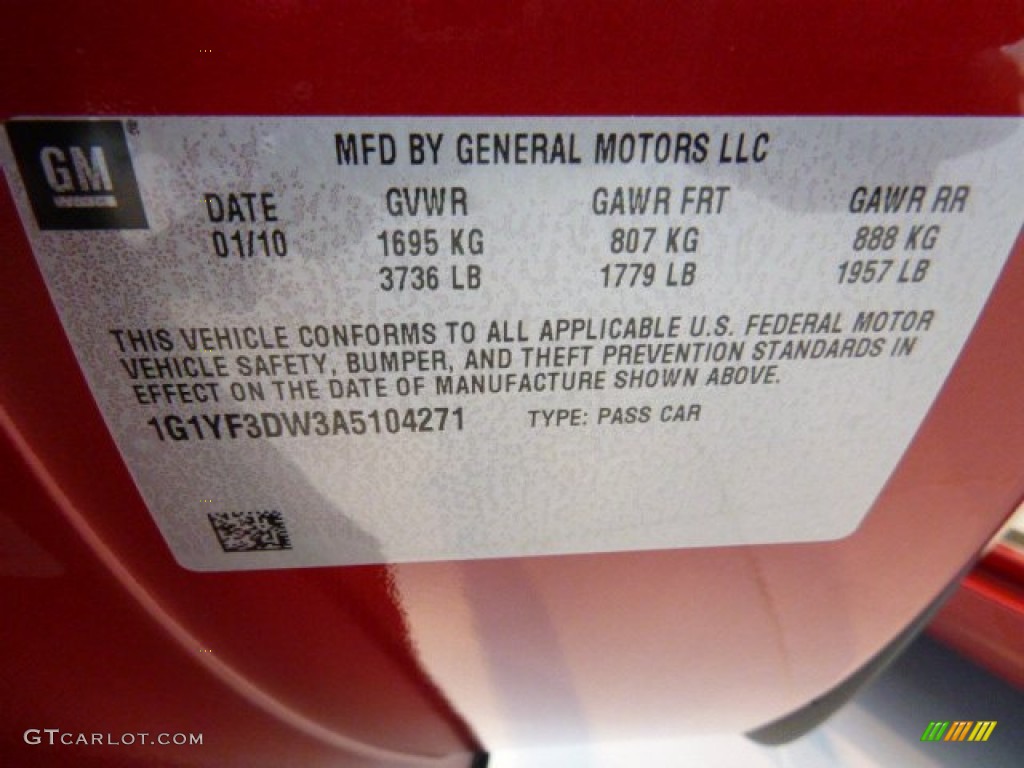 GM
MFD BY GENERAL MOTORS LLC
DATE GVWR GAWR FRT GAWR RR
01/10 1695 KG 807 KG 888 KG
3736 LB 1779 LB 1957 LB
THIS VEHICLE CONFORMS TO ALL APPLICABLE U.S. FEDERAL MOTOR
VEHICLE SAFETY, BUMPER, AND THEFT PREVENTION STANDARDS IN
EFFECT ON THE DATE OF MANUFACTURE SHOWN ABOVE.
1G1YF3DW3A5104271 TYPE: PASS CAR
GTCARLOT.COM